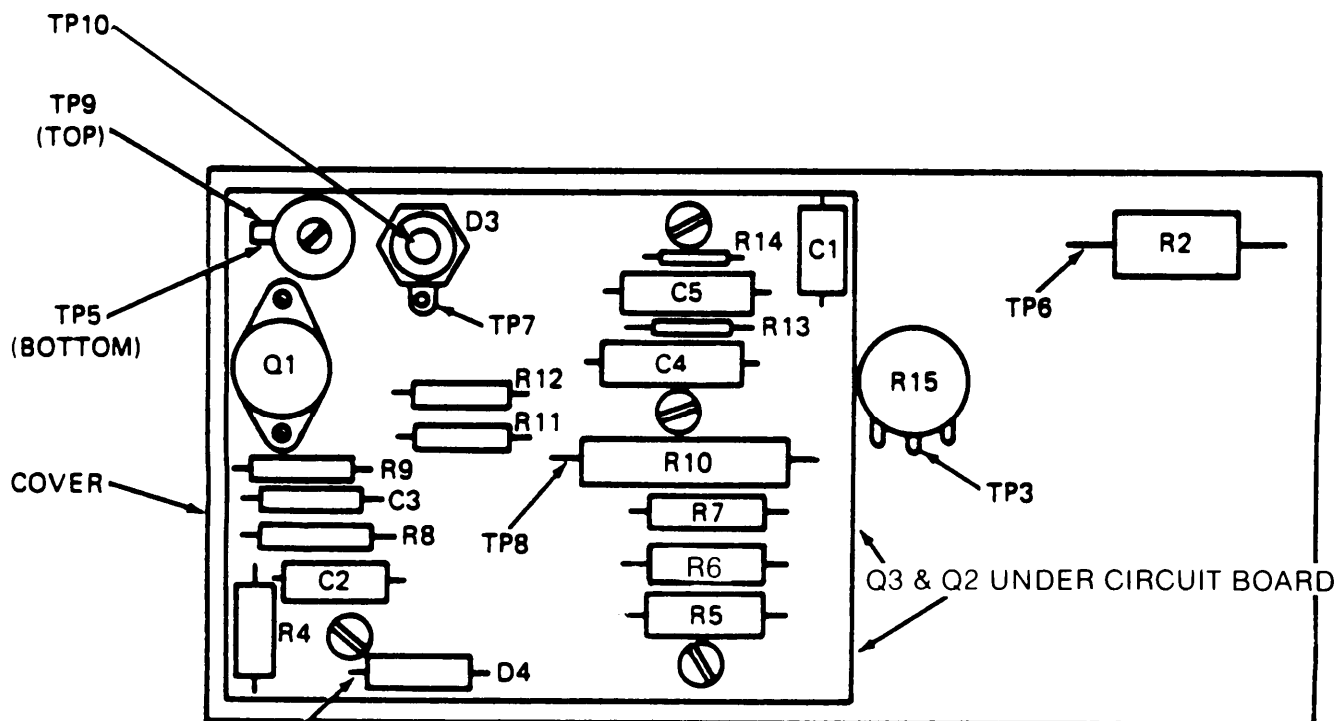 TP10
TP9
(TOP)
D3
R14
C1
R2
C5
TP6
TP5
(BOTTOM)
TP7
R13
Q1
C4
R15
R12
R11
R10
R9
COVER
TP3
C3
R7
R8
TP8
R6
C2
Q3 & Q2 UNDER CIRCUIT BOARD
R5
R4
D4